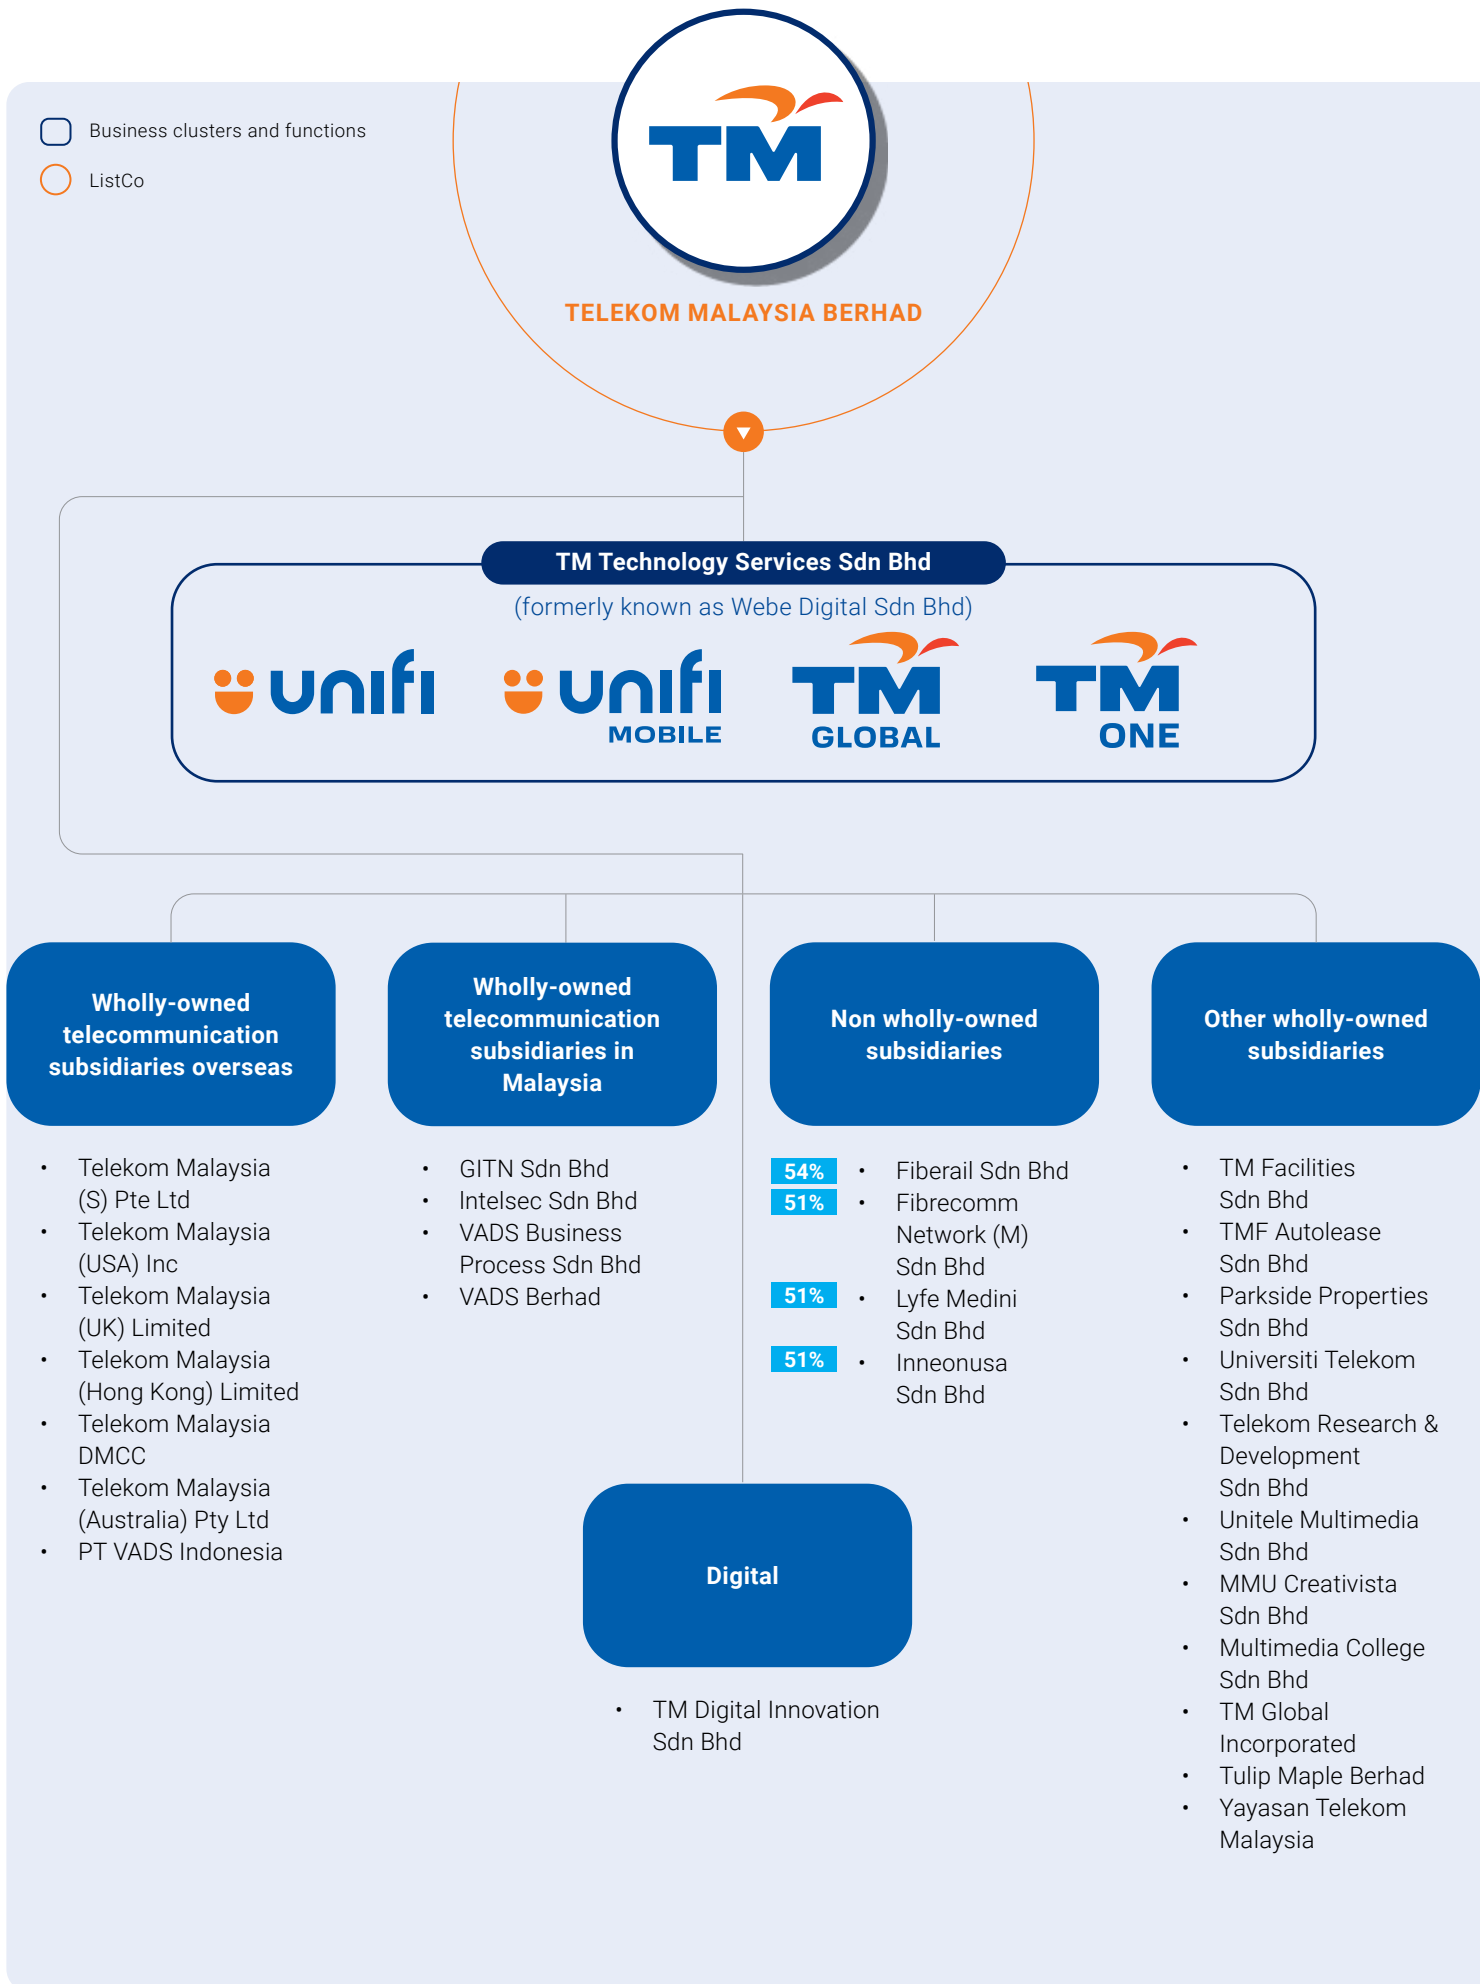 TM
Business clusters and functions
ListCo
TELEKOM MALAYSIA BERHAD
TM Technology Services Sdn Bhd
(formerly known as Webe Digital Sdn Bhd)
unifi
unifi
MOBILE
TM
GLOBAL
TM
ONE
Wholly-owned
telecommunication
subsidiaries overseas
• Telekom Malaysia
(S) Pte Ltd
• Telekom Malaysia
(USA) Inc
• Telekom Malaysia
(UK) Limited
• Telekom Malaysia
(Hong Kong) Limited
• Telekom Malaysia
DMCC
• Telekom Malaysia
(Australia) Pty Ltd
• PT VADS Indonesia
Wholly-owned
telecommunication
subsidiaries in
Malaysia
• GITN Sdn Bhd
• Intelsec Sdn Bhd
• VADS Business
Process Sdn Bhd
• VADS Berhad
Non wholly-owned
subsidiaries
54% • Fiberail Sdn Bhd
51% • Fibrecomm
Network (M)
Sdn Bhd
51% • Lyfe Medini
Sdn Bhd
51% • Inneonusa
Sdn Bhd
Other wholly-owned
subsidiaries
• TM Facilities
Sdn Bhd
• TMF Autolease
Sdn Bhd
• Parkside Properties
Sdn Bhd
• Universiti Telekom
Sdn Bhd
• Telekom Research &
Development
Sdn Bhd
• Unitele Multimedia
Sdn Bhd
• MMU Creativista
Sdn Bhd
• Multimedia College
Sdn Bhd
• TM Global
Incorporated
• Tulip Maple Berhad
• Yayasan Telekom
Malaysia
Digital
• TM Digital Innovation
Sdn Bhd